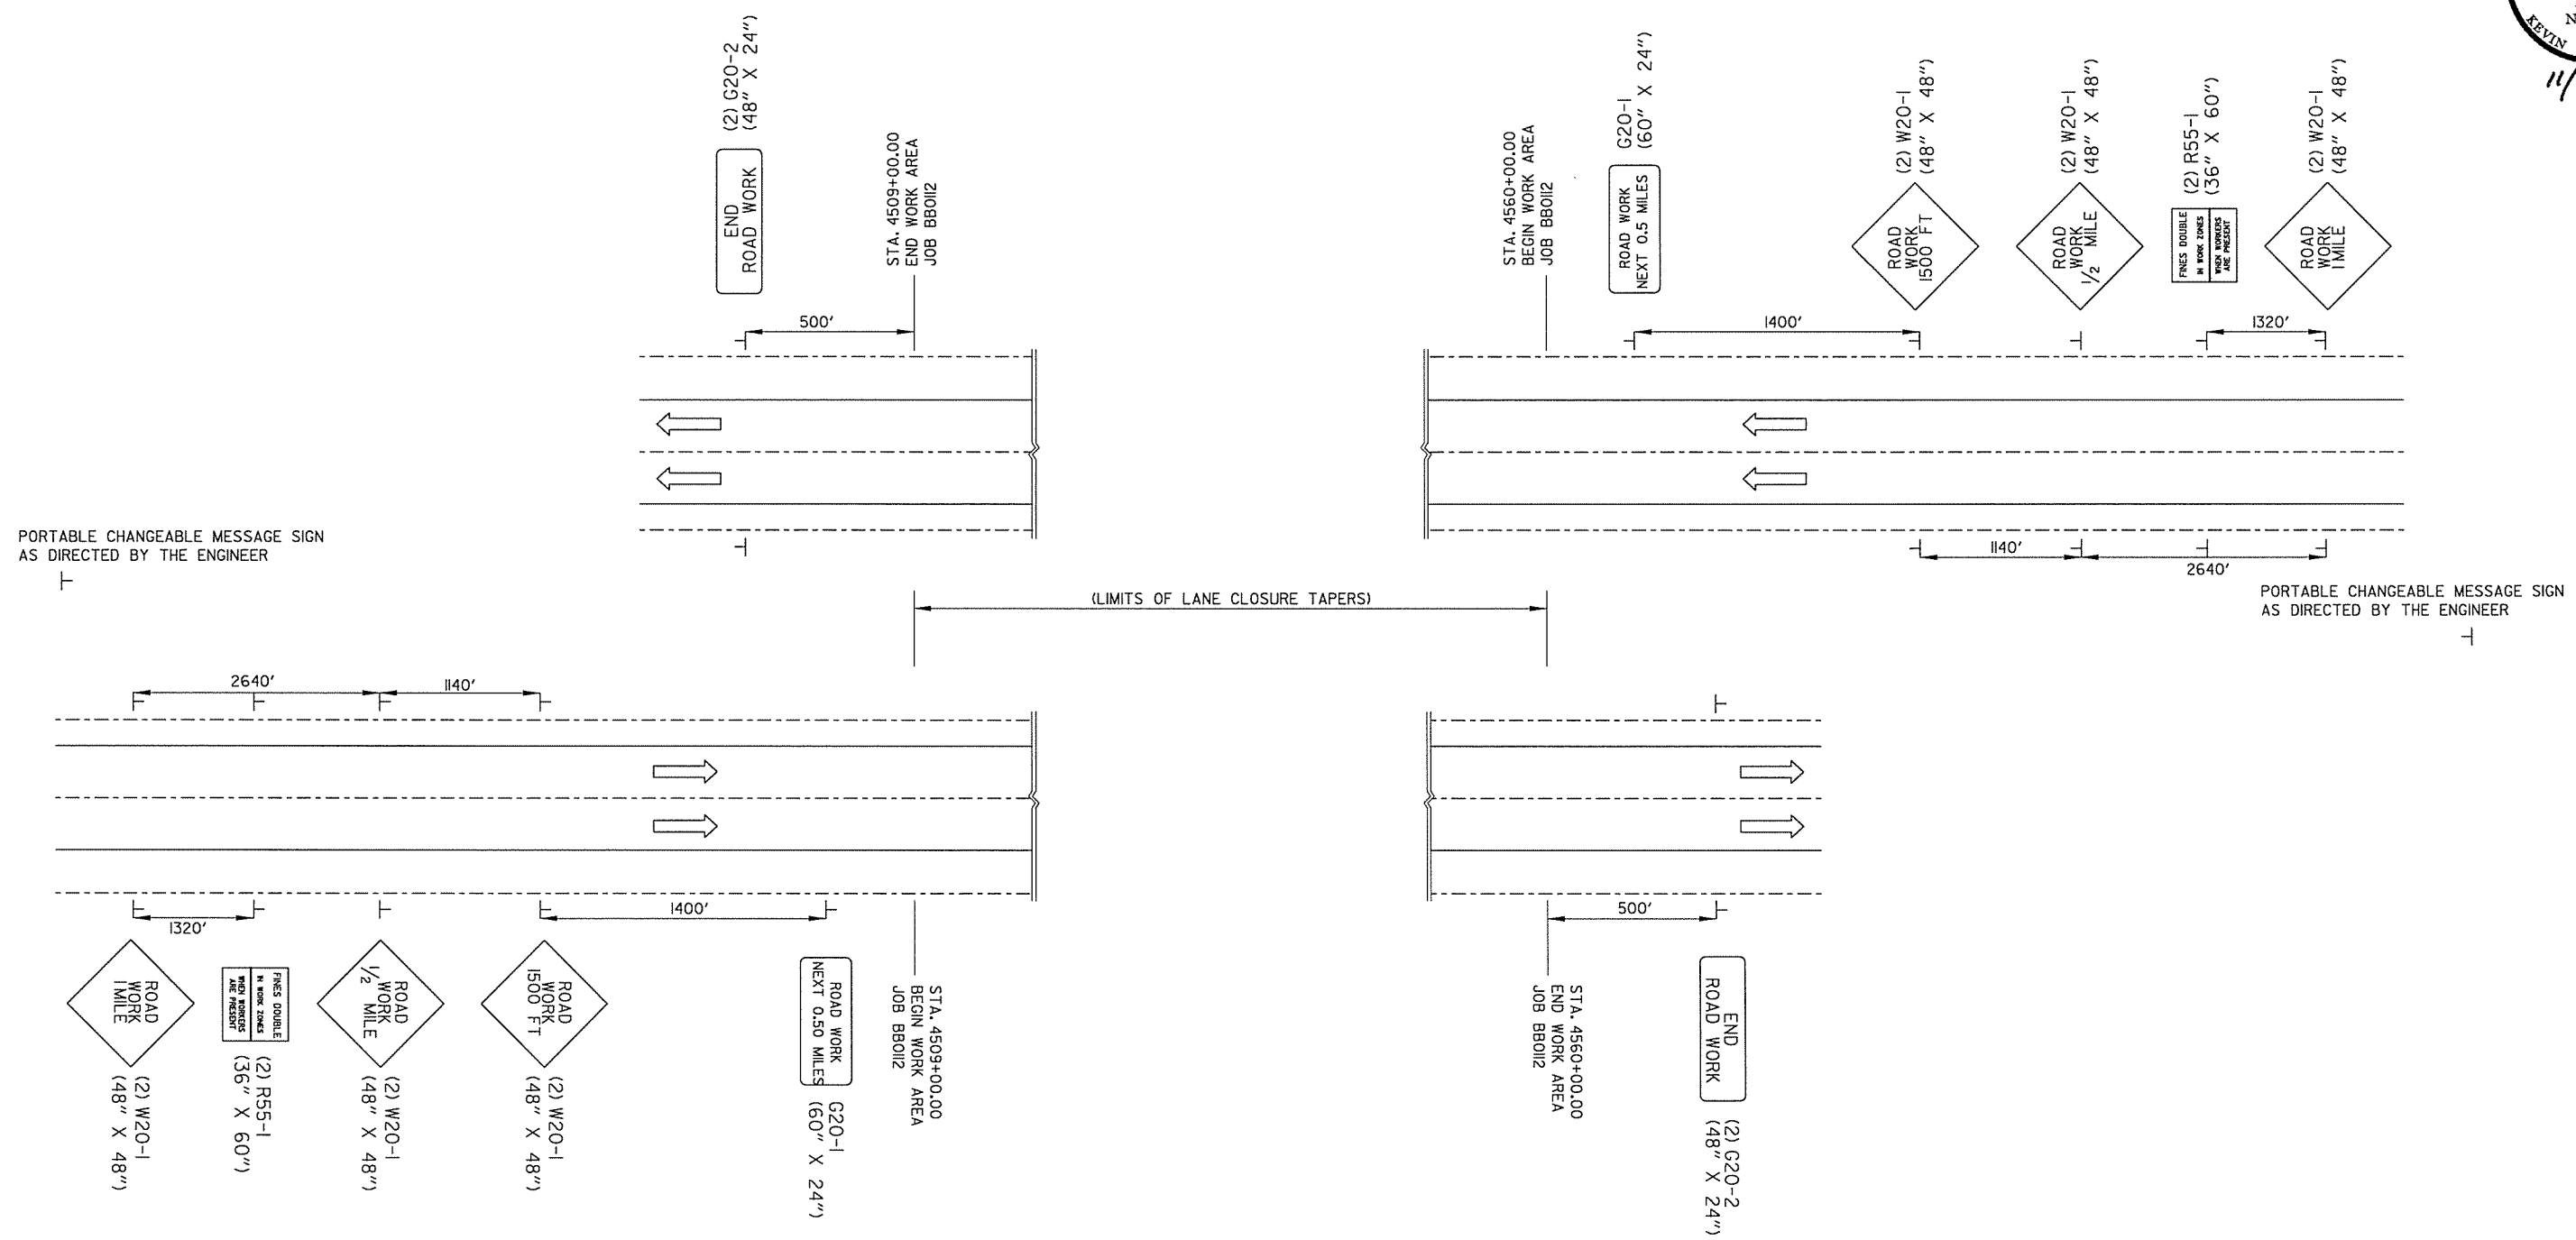 (2) G20-2
(48" X 24")
END
ROAD WORK
STA. 4509+00.00
END WORK AREA
JOB BB0112
500'
STA. 4560+00.00
BEGIN WORK AREA
JOB BB0112
G20-1
(60" X 24")
ROAD WORK
NEXT 0.5 MILES
(2) W20-1
(48" X 48")
ROAD
WORK
1500 FT
(2) W20-1
(48" X 48")
ROAD
WORK
1/2 MILE
(2) R55-1
(36" X 60")
FINES DOUBLE
IN WORK ZONES
WHEN WORKERS
ARE PRESENT
(2) W20-1
(48" X 48")
ROAD
WORK
1 MILE
KEVIN
11/
1400'
1320'
1140'
2640'
PORTABLE CHANGEABLE MESSAGE SIGN
AS DIRECTED BY THE ENGINEER
(LIMITS OF LANE CLOSURE TAPERS)
PORTABLE CHANGEABLE MESSAGE SIGN
AS DIRECTED BY THE ENGINEER
2640'
1140'
1320'
1400'
500'
ROAD
WORK
1 MILE
(2) W20-1
(48" X 48")
FINES DOUBLE
IN WORK ZONES
WHEN WORKERS
ARE PRESENT
(2) R55-1
(36" X 60")
ROAD
WORK
1/2 MILE
(2) W20-1
(48" X 48")
ROAD
WORK
1500 FT
(2) W20-1
(48" X 48")
ROAD WORK
NEXT 0.50 MILES
G20-1
(60" X 24")
STA. 4509+00.00
BEGIN WORK AREA
JOB BB0112
STA. 4560+00.00
END WORK AREA
JOB BB0112
END
ROAD WORK
(2) G20-2
(48" X 24")